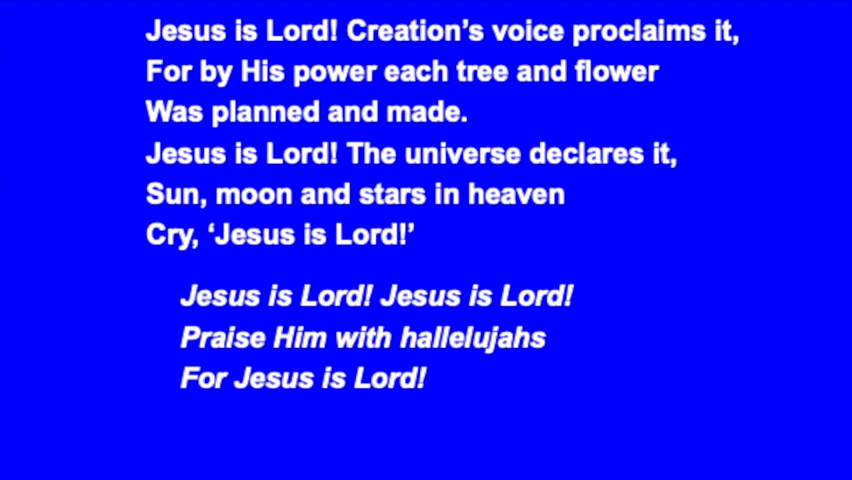 Jesus is Lord! Creation’s voice proclaims it,
For by His power each tree and flower
Was planned and made.
Jesus is Lord! The universe declares it,
Sun, moon and stars in heaven
Cry, ‘Jesus is Lord!’
Jesus is Lord! Jesus is Lord!
Praise Him with hallelujahs
For Jesus is Lord!